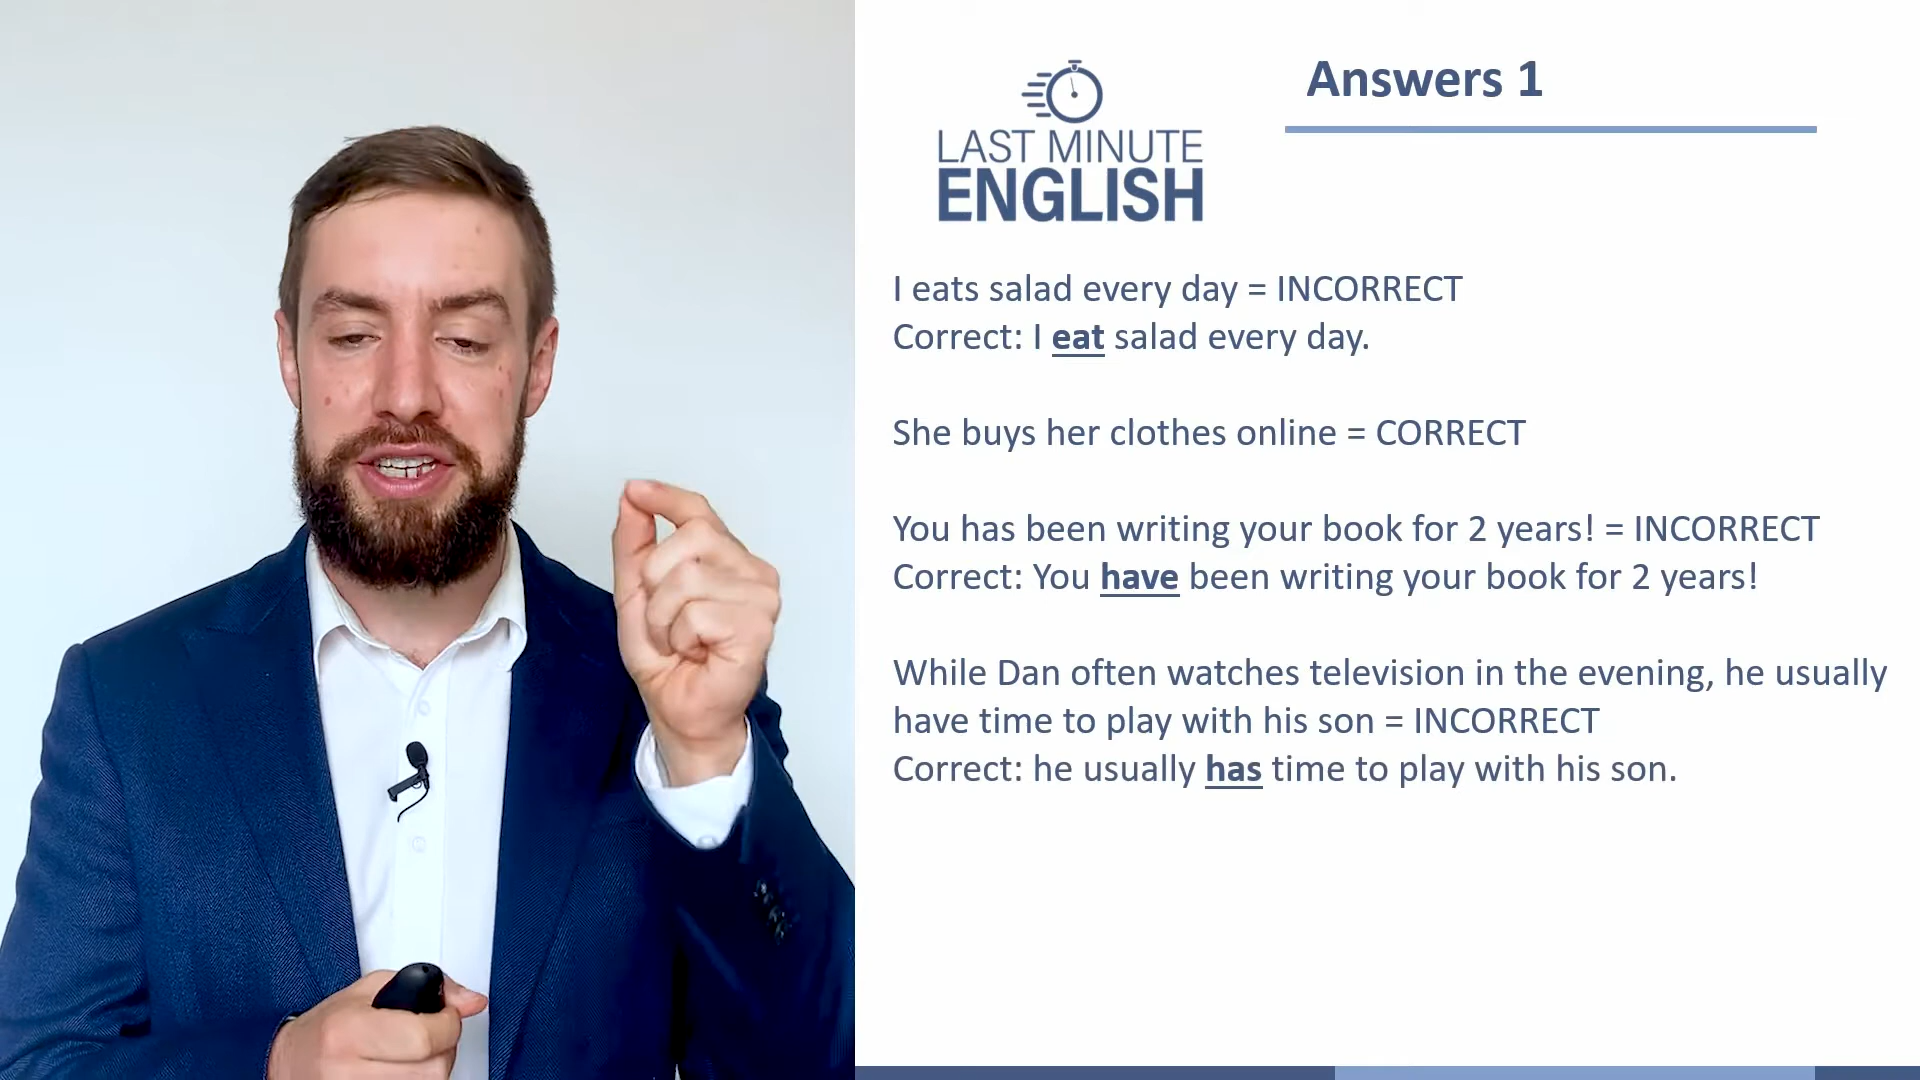 Answers 1
LAST MINUTE
ENGLISH
I eats salad every day = INCORRECT
Correct: I eat salad every day.
She buys her clothes online = CORRECT
You has been writing your book for 2 years! = INCORRECT
Correct: You have been writing your book for 2 years!
While Dan often watches television in the evening, he usually
have time to play with his son = INCORRECT
Correct: he usually has time to play with his son.